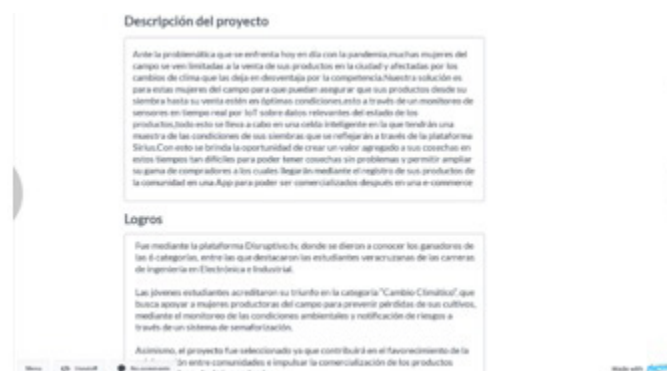 Descripción del proyecto
Ante la problemática que se enfrenta hoy en día con la pandemia,muchas mujeres del
campo se ven limitadas a la venta de sus productos en la ciudad y afectadas por los
cambios de clima que las deja en desventaja por la competencia.Nuestra solución es
para estas mujeres del campo para que puedan asegurar que sus productos desde su
siembra hasta su venta estén en óptimas condiciones,esto a través de un monitoreo de
sensores en tiempo real por IoT sobre datos relevantes del estado de los
productos,todo esto se lleva a cabo en una celda inteligente en la que tendrán una
muestra de las condiciones de sus siembras que se reflejarán a través de la plataforma
Sirius.Con esto se brinda la oportunidad de crear un valor agregado a sus cosechas en
estos tiempos tan difíciles para poder tener cosechas sin problemas y permitir ampliar
su gama de compradores a los cuales llegarán mediante el registro de sus productos de
la comunidad en una App para poder ser comercializados después en una e-commerce
Logros
Fue mediante la plataforma Disruptivo.tv, donde se dieron a conocer los ganadores de
las 6 categorías, entre las que destacaron las estudiantes veracruzanas de las carreras
de ingeniería en Electrónica e Industrial.
Las jóvenes estudiantes acreditaron su triunfo en la categoría "Cambio Climático", que
busca apoyar a mujeres productoras del campo para prevenir pérdidas de sus cultivos,
mediante el monitoreo de las condiciones ambientales y notificación de riesgos a
través de un sistema de semaforización.
Asimismo, el proyecto fue seleccionado ya que contribuirá en el favorecimiento de la
entre comunidades e impulsar la comercialización de los productos
Made with